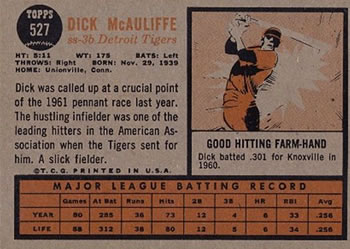 TOPPS
527
DICK McAULIFFE
ss-3b Detroit Tigers
HT: 5:11 WT: 175 BATS: Left
THROWS: Right BORN: Nov. 29, 1939
HOME: Unionville, Conn.
Dick was called up at a crucial point
of the 1961 pennant race last year.
The hustling infielder was one of the
leading hitters in the American As-
sociation when the Tigers sent for
him. A slick fielder.
©T.C.G. PRINTED IN U.S.A.
GOOD HITTING FARM-HAND
Dick batted .301 for Knoxville in
1960.
MAJOR LEAGUE BATTING RECORD
Games At Bat Runs Hits 2B 3B HR RBI Avg.
YEAR 80 285 36 73 12 4 6 33 .256
LIFE 88 312 38 80 13 5 6 34 .256